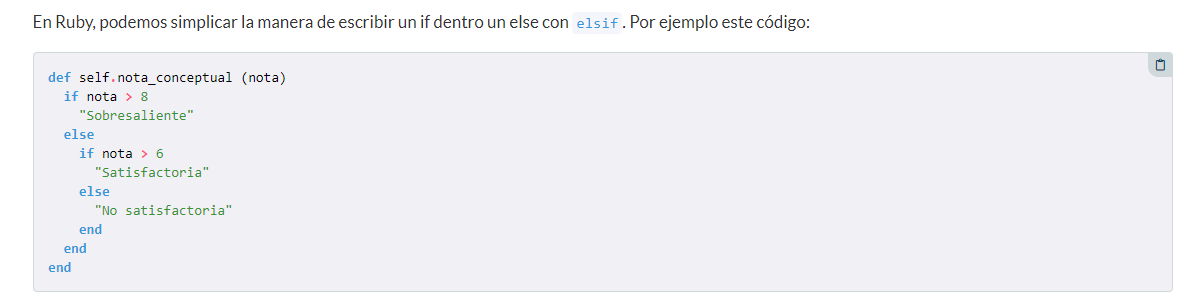 En Ruby, podemos simplicar la manera de escribir un if dentro un else con elsif. Por ejemplo este código:
def self.nota_conceptual (nota)
  if nota > 8
    "Sobresaliente"
  else
    if nota > 6
      "Satisfactoria"
    else
      "No satisfactoria"
    end
  end
end